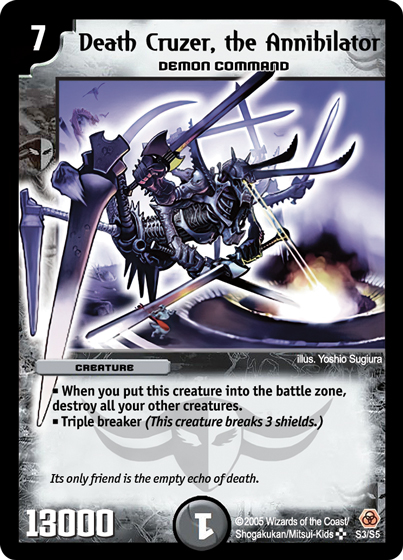 7 Death Cruzer, the Annihilator
DEMON COMMAND
illus. Yoshio Sugiura
CREATURE
▪ When you put this creature into the battle zone,
destroy all your other creatures.
▪ Triple breaker (This creature breaks 3 shields.)
Its only friend is the empty echo of death.
13000
1
©2005 Wizards of the Coast/
Shogakukan/Mitsui-Kids S3/S5